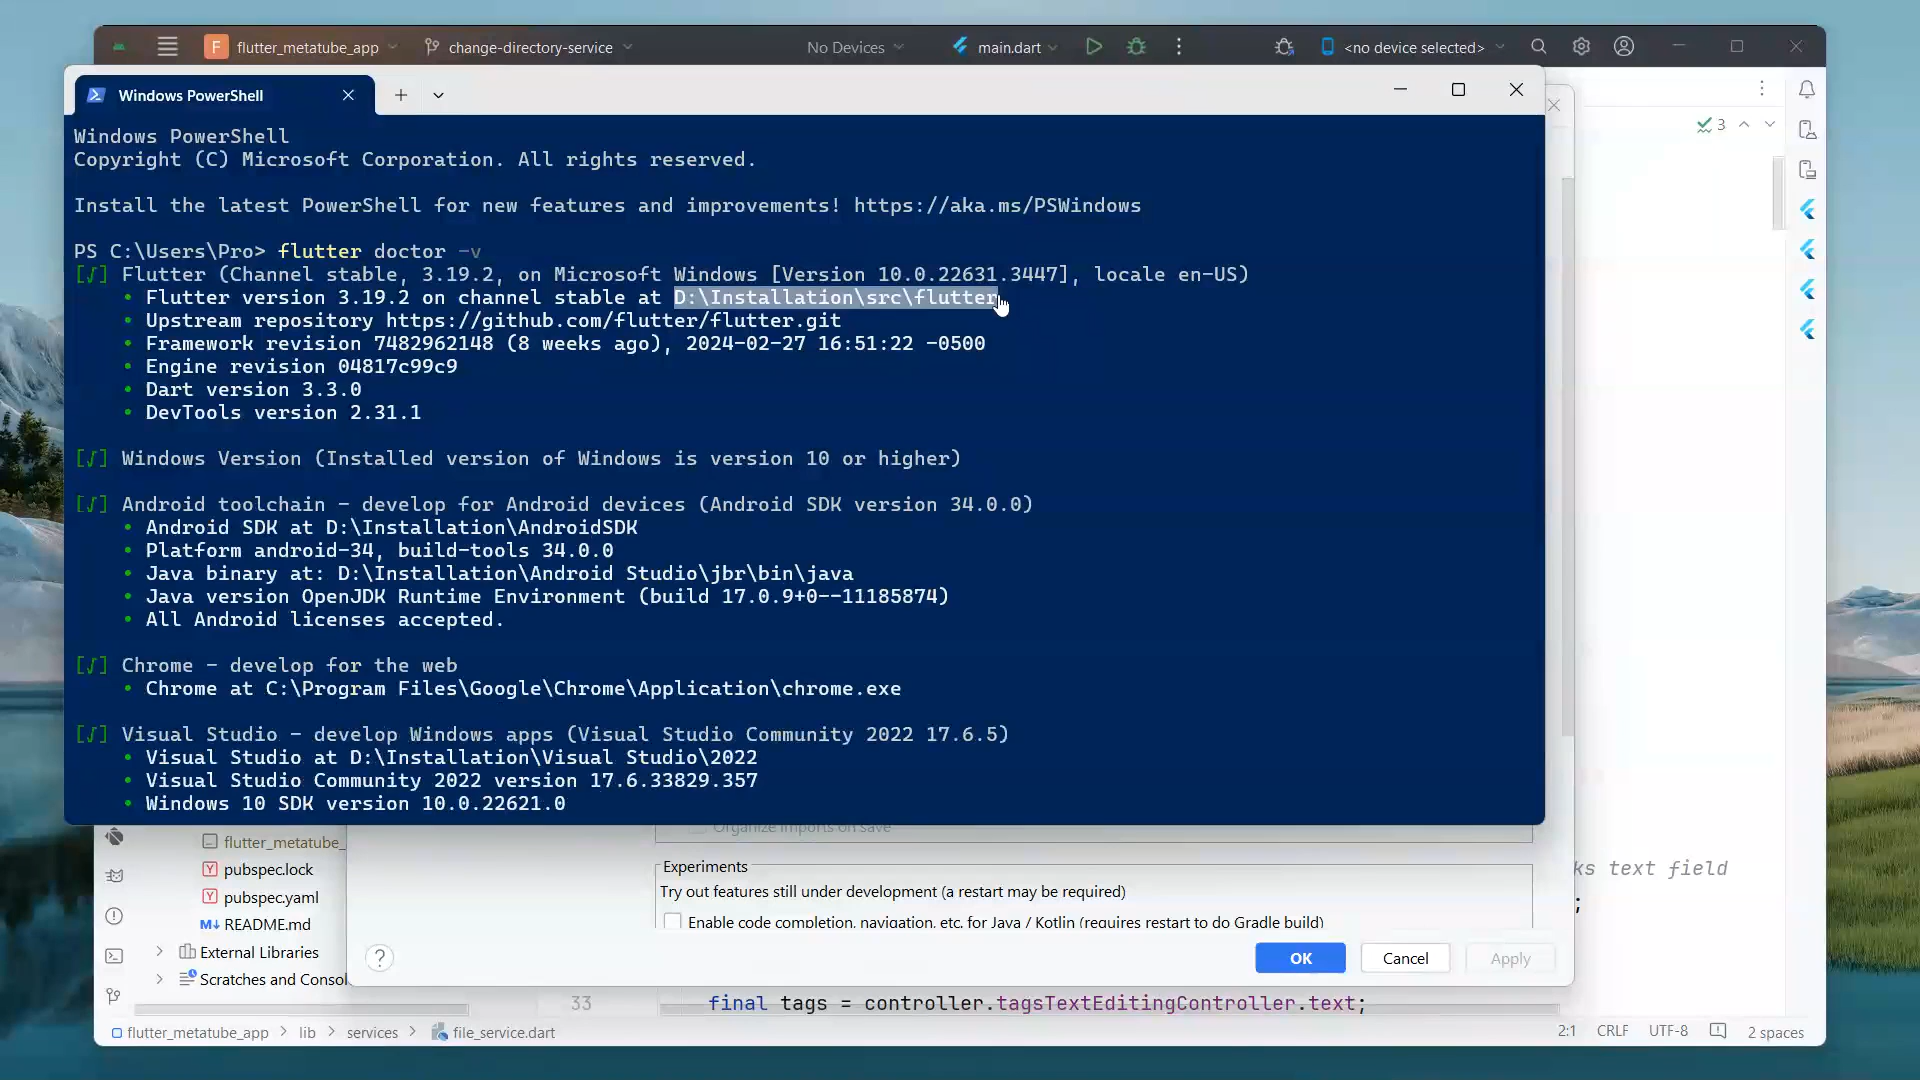 F flutter_metatube_app change-directory-service No Devices main.dart <no device selected>
Windows PowerShell
3
Windows PowerShell
Copyright (C) Microsoft Corporation. All rights reserved.
Install the latest PowerShell for new features and improvements! https://aka.ms/PSWindows
PS C:\Users\Pro> flutter doctor -v
[√] Flutter (Channel stable, 3.19.2, on Microsoft Windows [Version 10.0.22631.3447], locale en-US)
• Flutter version 3.19.2 on channel stable at D:\Installation\src\flutter
• Upstream repository https://github.com/flutter/flutter.git
• Framework revision 7482962148 (8 weeks ago), 2024-02-27 16:51:22 -0500
• Engine revision 04817c99c9
• Dart version 3.3.0
• DevTools version 2.31.1
[√] Windows Version (Installed version of Windows is version 10 or higher)
[√] Android toolchain - develop for Android devices (Android SDK version 34.0.0)
• Android SDK at D:\Installation\AndroidSDK
• Platform android-34, build-tools 34.0.0
• Java binary at: D:\Installation\Android Studio\jbr\bin\java
• Java version OpenJDK Runtime Environment (build 17.0.9+0--11185874)
• All Android licenses accepted.
[√] Chrome - develop for the web
• Chrome at C:\Program Files\Google\Chrome\Application\chrome.exe
[√] Visual Studio - develop Windows apps (Visual Studio Community 2022 17.6.5)
• Visual Studio at D:\Installation\Visual Studio\2022
• Visual Studio Community 2022 version 17.6.33829.357
• Windows 10 SDK version 10.0.22621.0
Organize imports on save
flutter_metatube_
pubspec.lock
pubspec.yaml
README.md
External Libraries
Scratches and Consol
Experiments
Try out features still under development (a restart may be required)
Enable code completion, navigation, etc. for Java / Kotlin (requires restart to do Gradle build)
ks text field
;
? OK Cancel Apply
33 final tags = controller.tagsTextEditingController.text;
flutter_metatube_app > lib > services > file_service.dart 2:1 CRLF UTF-8 2 spaces